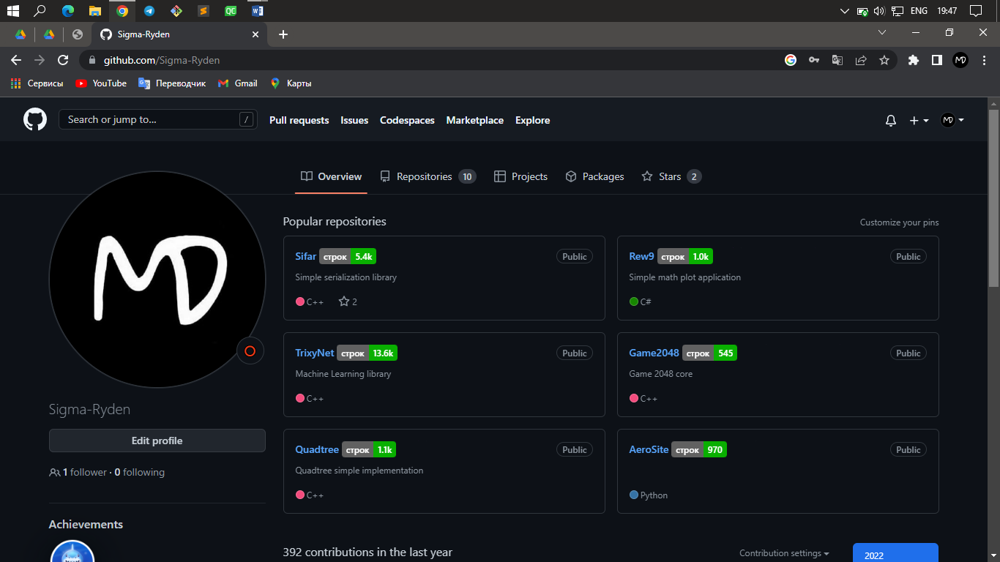 QC
ENG
19:47
Sigma-Ryden
github.com/Sigma-Ryden
MD
Сервисы
YouTube
Переводчик
Gmail
Карты
Search or jump to...
/
Pull requests
Issues
Codespaces
Marketplace
Explore
MD
Overview
Repositories 10
Projects
Packages
Stars 2
MD
Sigma-Ryden
Edit profile
1 follower · 0 following
Achievements
Popular repositories
Customize your pins
Sifar строк 5.4k
Public
Simple serialization library
C++ 2
Rew9 строк 1.0k
Public
Simple math plot application
C#
TrixyNet строк 13.6k
Public
Machine Learning library
C++
Game2048 строк 545
Public
Game 2048 core
C++
Quadtree строк 1.1k
Public
Quadtree simple implementation
C++
AeroSite строк 970
Public
Python
392 contributions in the last year
Contribution settings
2022